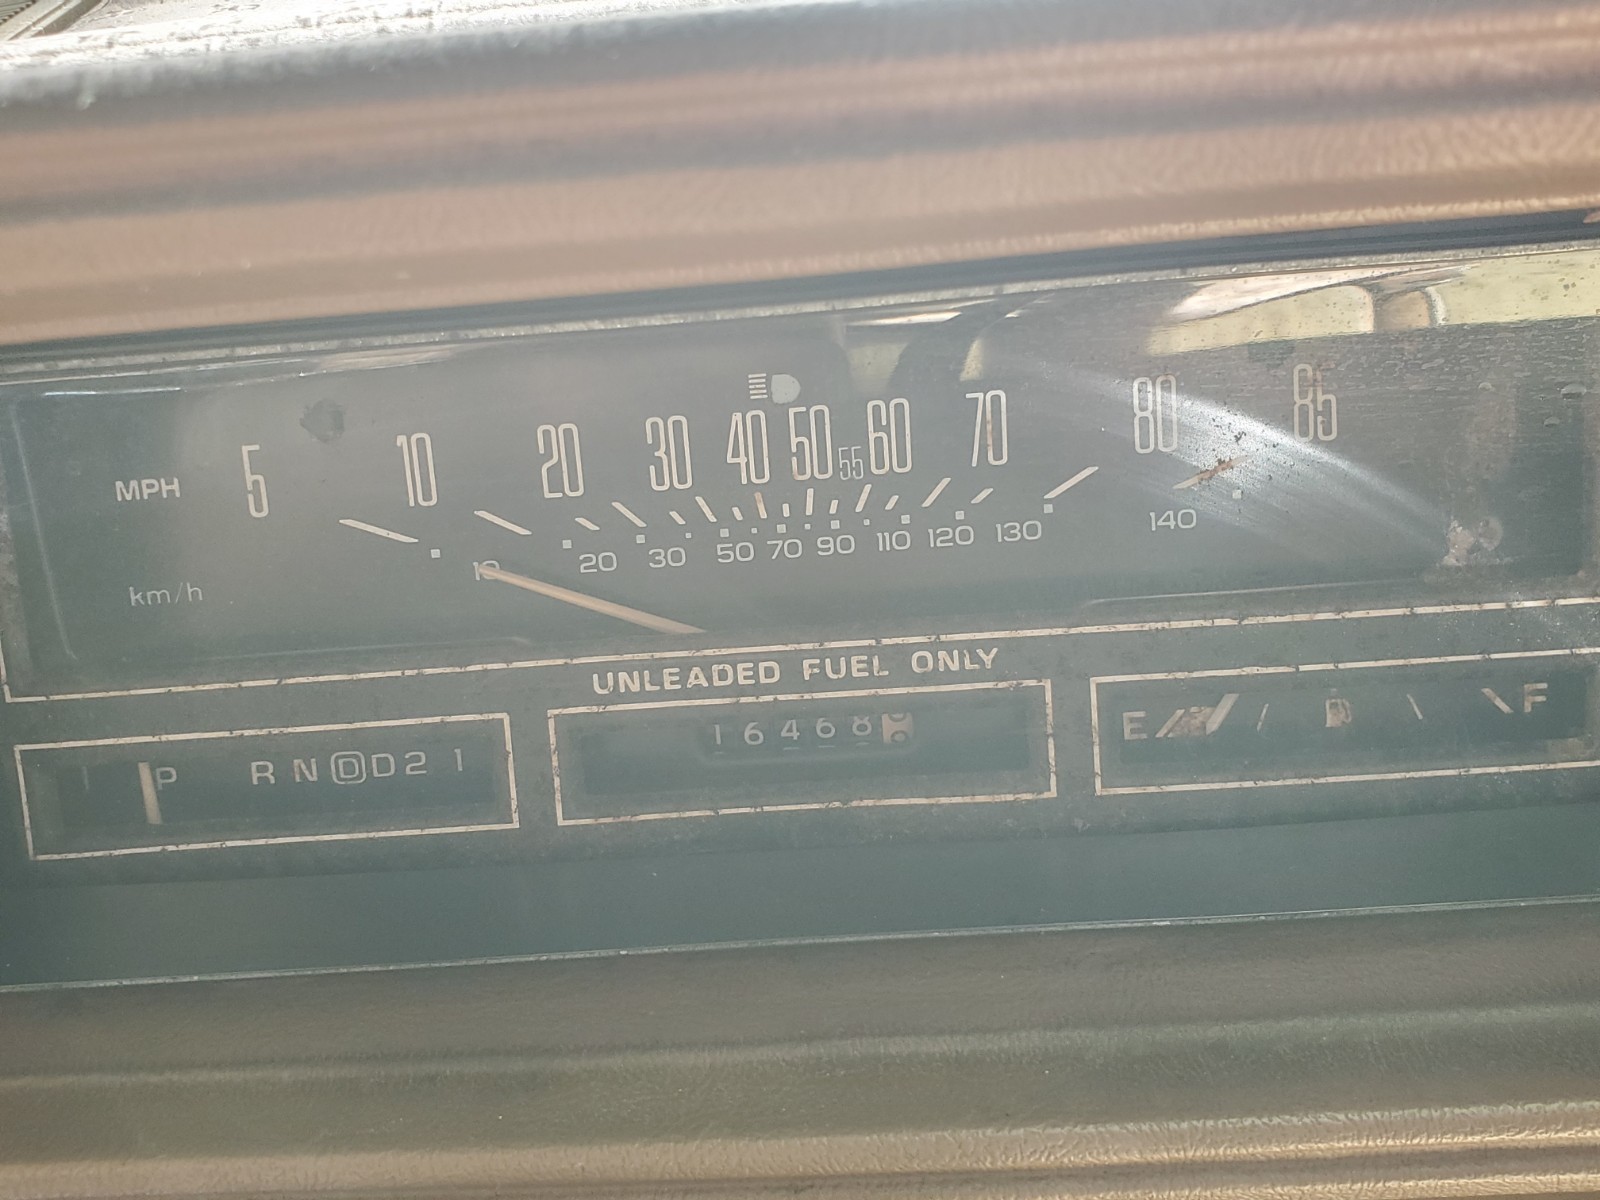 MPH 5 10 20 30 40 50 55 60 70 80 85
km/h 10 20 30 50 70 90 110 120 130 140
UNLEADED FUEL ONLY
P R N D D 2 1
16468
E F